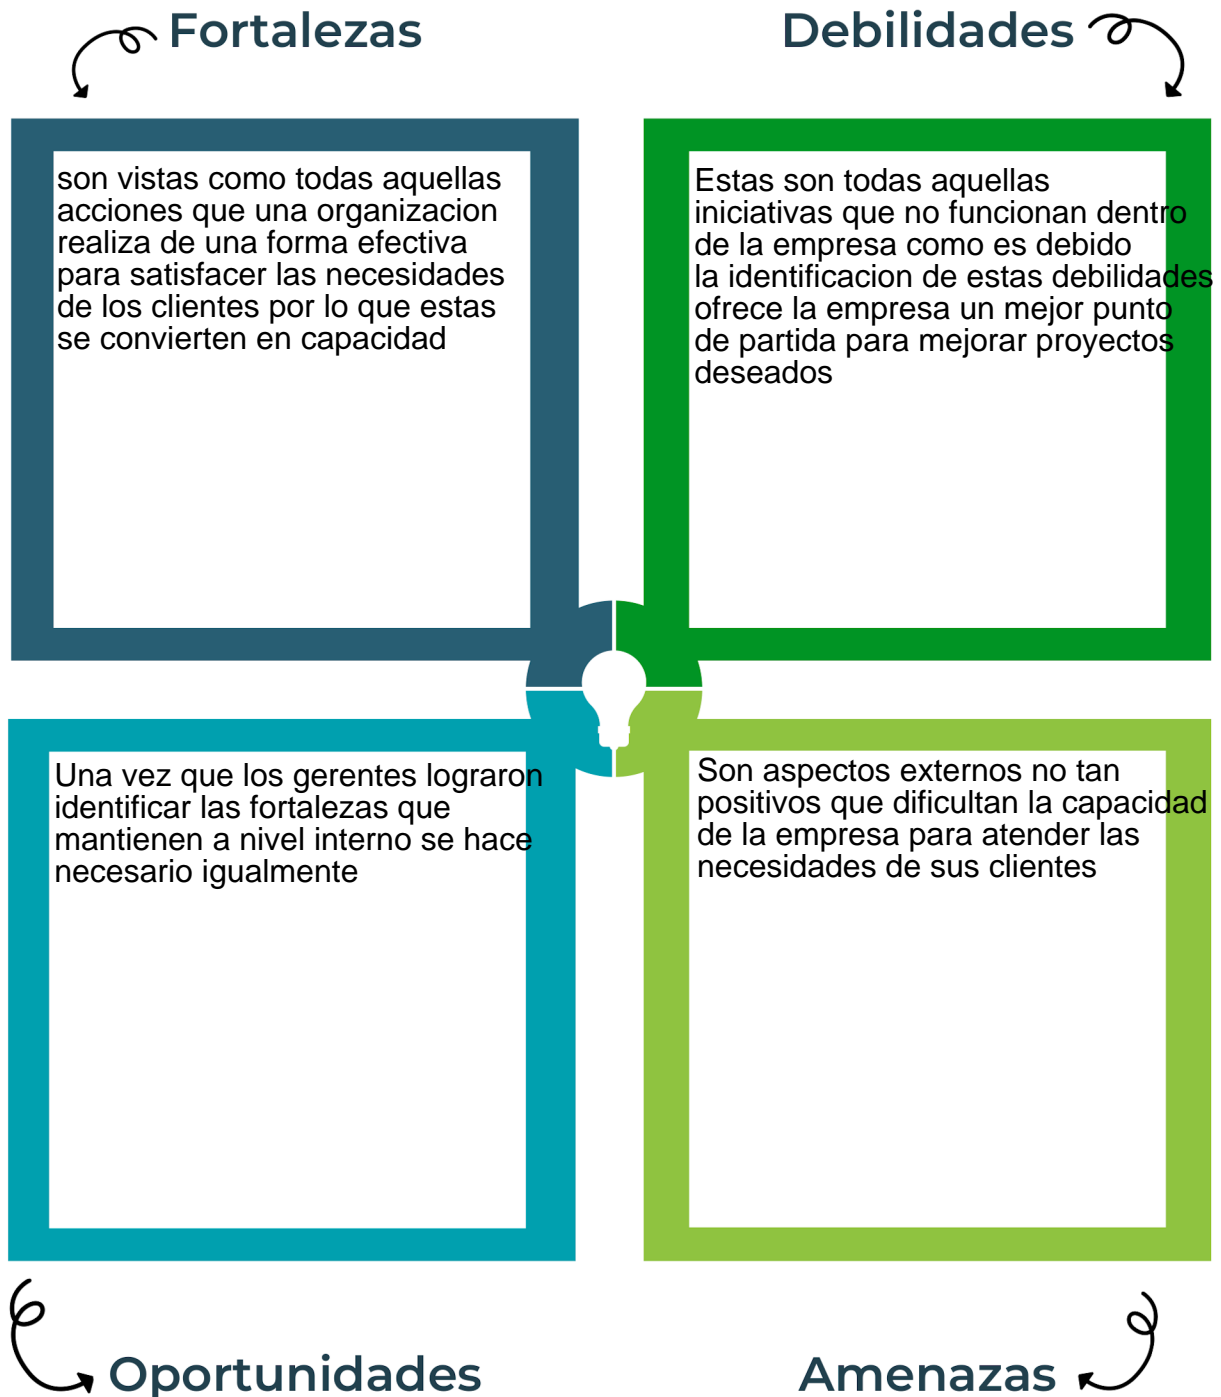 Fortalezas
son vistas como todas aquellas
acciones que una organizacion
realiza de una forma efectiva
para satisfacer las necesidades
de los clientes por lo que estas
se convierten en capacidad
Debilidades
Estas son todas aquellas
iniciativas que no funcionan dentro
de la empresa como es debido
la identificacion de estas debilidades
ofrece la empresa un mejor punto
de partida para mejorar proyectos
deseados
Una vez que los gerentes lograron
identificar las fortalezas que
mantienen a nivel interno se hace
necesario igualmente
Oportunidades
Son aspectos externos no tan
positivos que dificultan la capacidad
de la empresa para atender las
necesidades de sus clientes
Amenazas